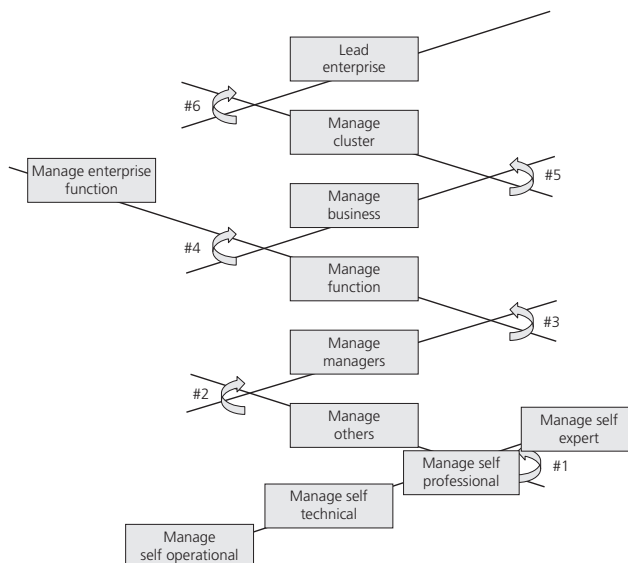 Lead
enterprise
#6
Manage
cluster
Manage enterprise
function
#5
Manage
business
#4
Manage
function
#3
Manage
managers
#2
Manage
others
Manage self
expert
Manage self
professional
#1
Manage self
technical
Manage
self operational